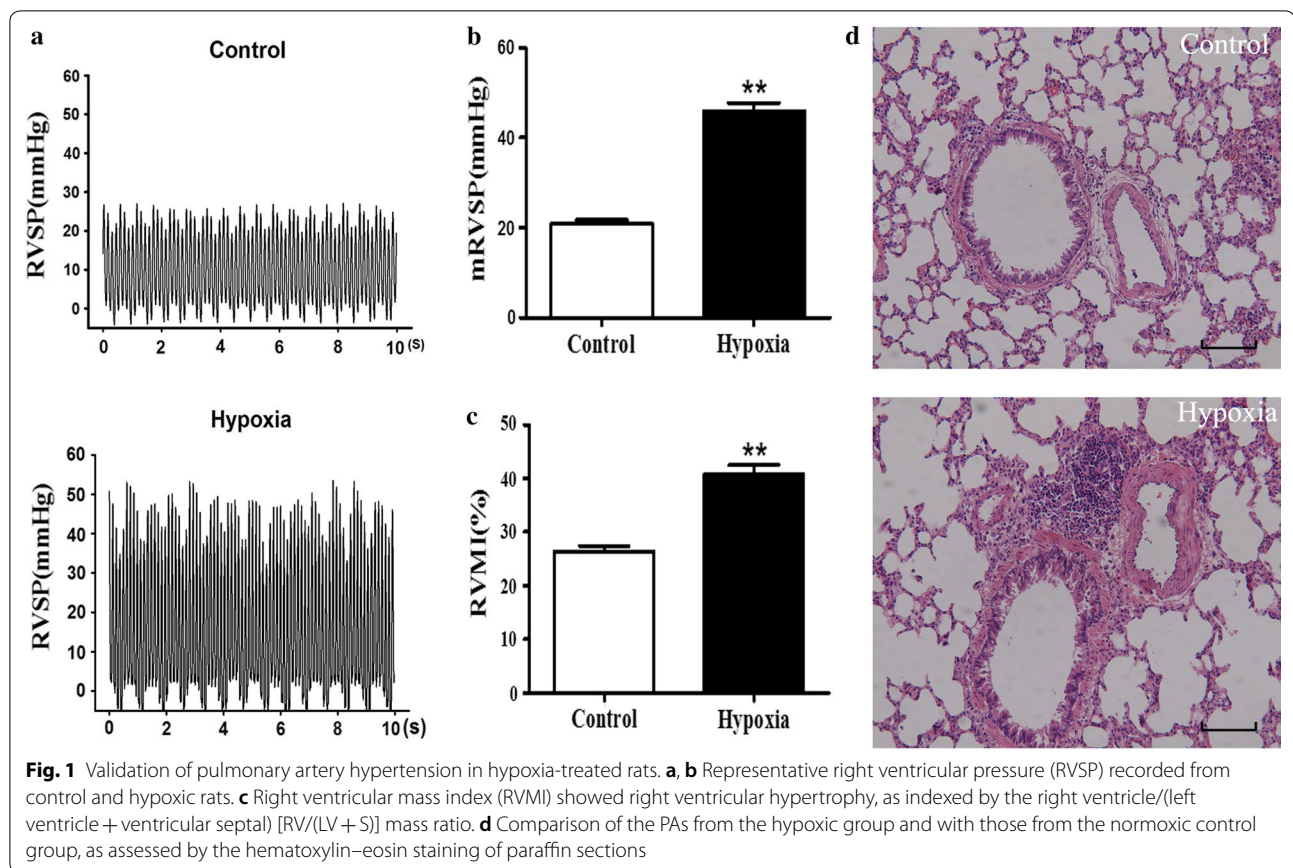 a
Control
RVSP(mmHg)
60
50
40
30
20
10
0
0 2 4 6 8 10 (S)
Hypoxia
RVSP(mmHg)
60
50
40
30
20
10
0
0 2 4 6 8 10 (s)
b
mRVSP(mmHg)
60
40
20
0
**
Control Hypoxia
c
RVMI(%)
50
40
30
20
10
0
**
Control Hypoxia
d
Control
Hypoxia
Fig. 1 Validation of pulmonary artery hypertension in hypoxia-treated rats. a, b Representative right ventricular pressure (RVSP) recorded from
control and hypoxic rats. c Right ventricular mass index (RVMI) showed right ventricular hypertrophy, as indexed by the right ventricle/(left
ventricle + ventricular septal) [RV/(LV + S)] mass ratio. d Comparison of the PAs from the hypoxic group and with those from the normoxic control
group, as assessed by the hematoxylin–eosin staining of paraffin sections